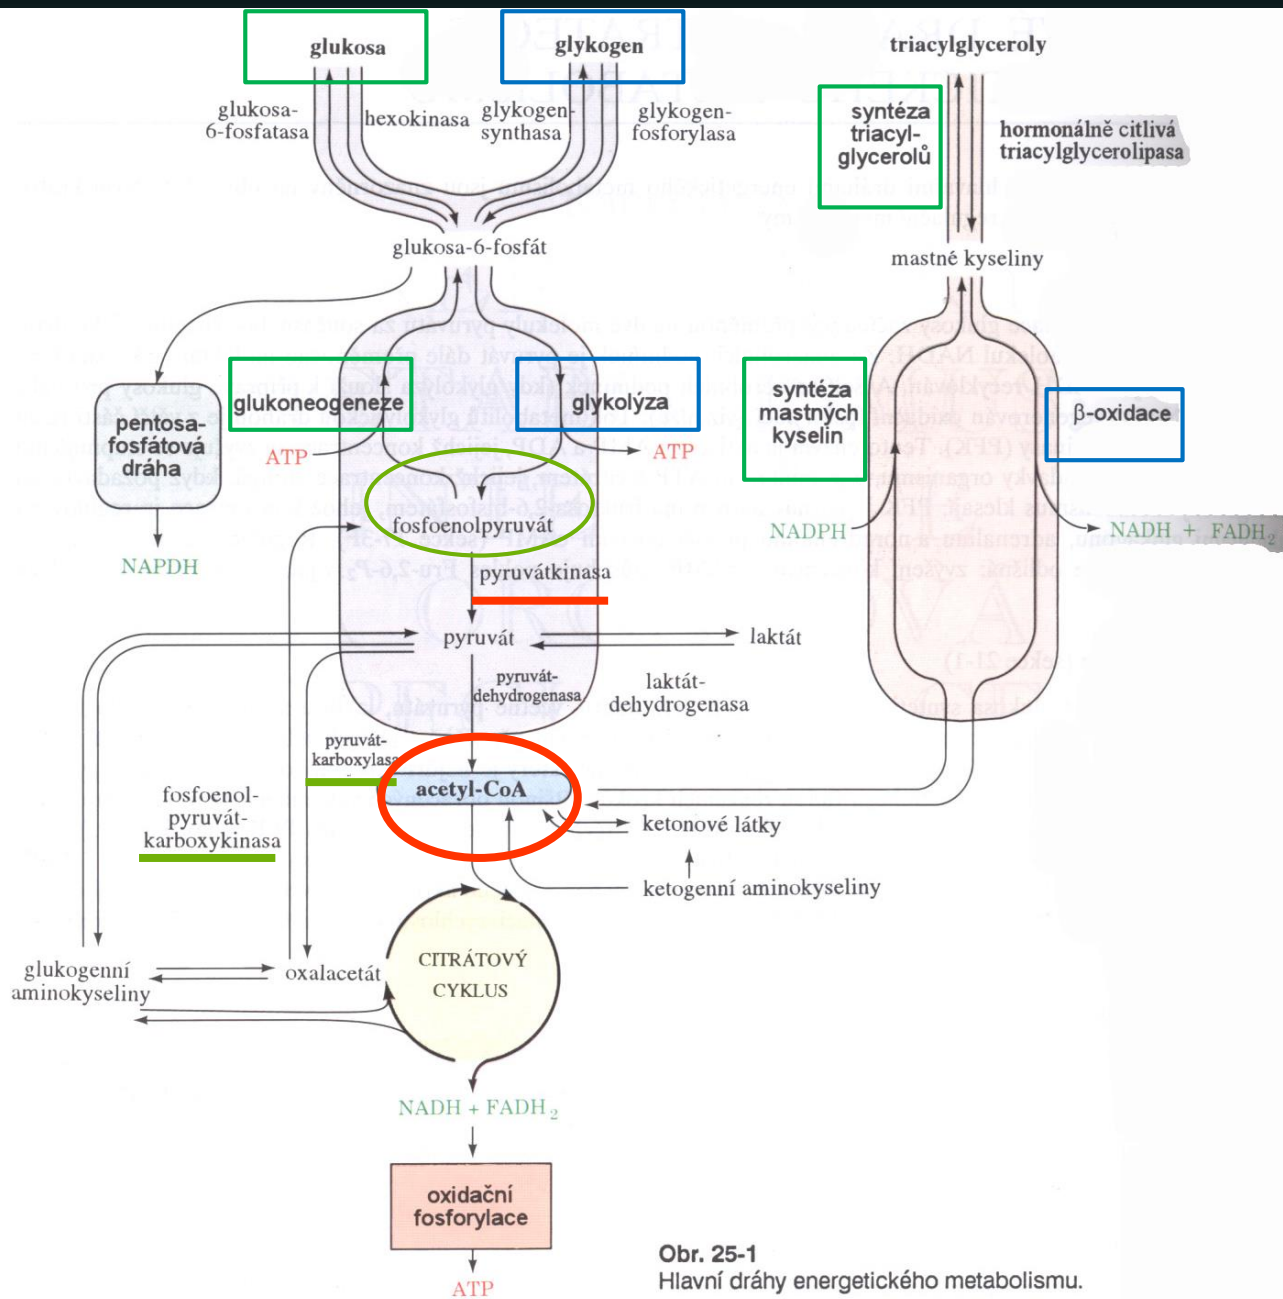 glukosa
glykogen
triacylglyceroly
glukosa-
6-fosfatasa
hexokinasa
glykogen-
synthasa
glykogen-
fosforylasa
syntéza
triacyl-
glycerolů
hormonálně citlivá
triacylglycerolipasa
glukosa-6-fosfát
mastné kyseliny
pentosa-
fosfátová
dráha
glukoneogeneze
glykolýza
syntéza
mastných
kyselin
β-oxidace
ATP
ATP
fosfoenolpyruvát
NADPH
NADH + FADH2
NAPDH
pyruvátkinasa
pyruvát
laktát
pyruvát-
dehydrogenasa
laktát-
dehydrogenasa
pyruvát-
karboxylasa
acetyl-CoA
fosfoenol-
pyruvát-
karboxykinasa
ketonové látky
ketogenní aminokyseliny
glukogenní
aminokyseliny
oxalacetát
CITRÁTOVÝ
CYKLUS
NADH + FADH2
oxidační
fosforylace
ATP
Obr. 25-1
Hlavní dráhy energetického metabolismu.